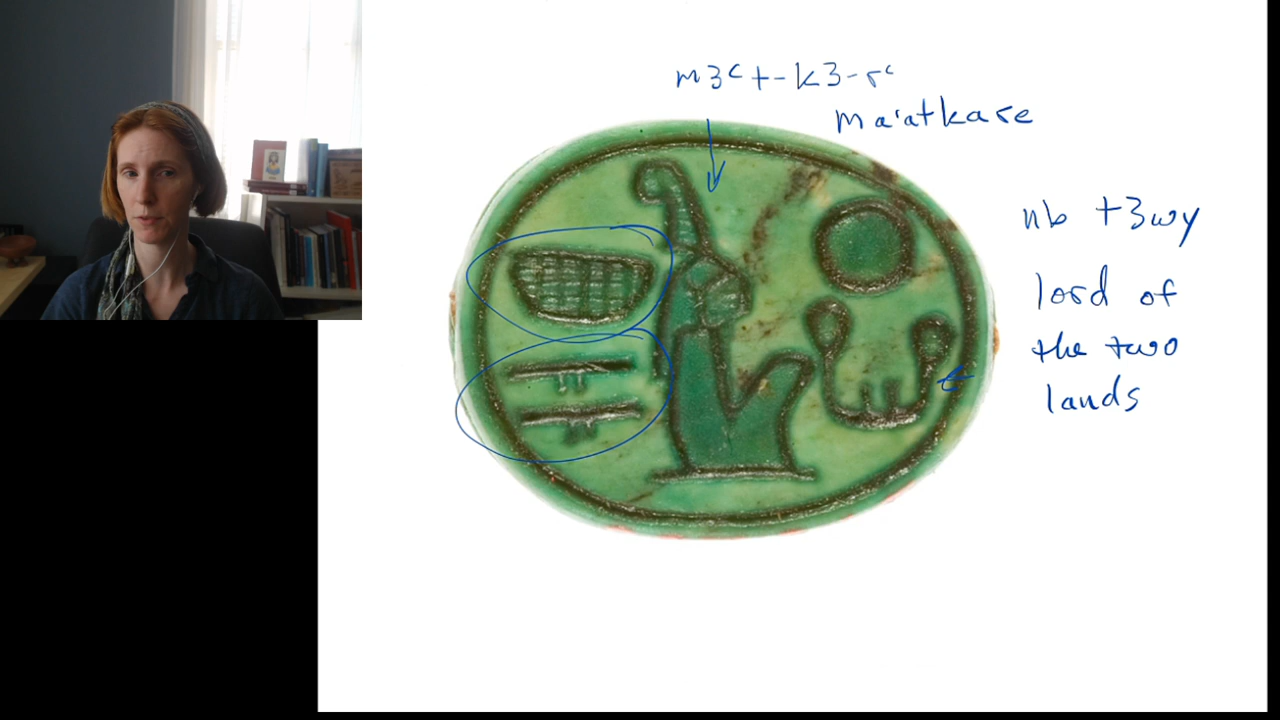 m3ꜥt-k3-rꜥ
Ma'atkare
nb t3wy
lord of
the two
lands